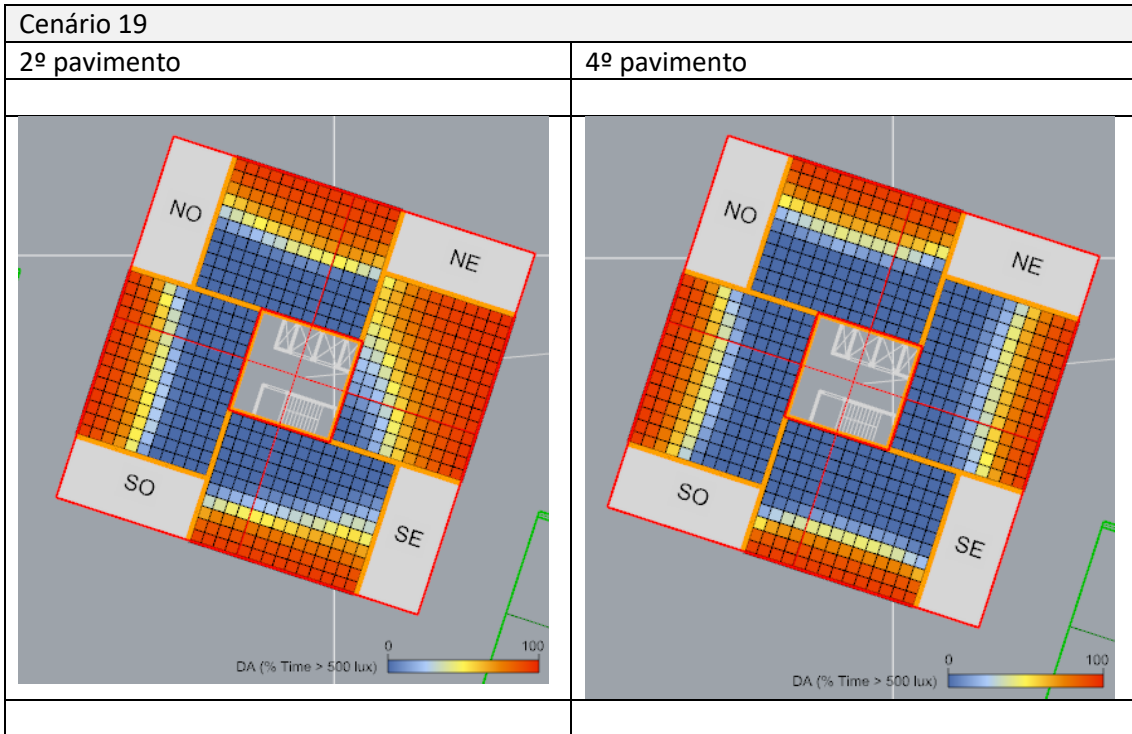 Cenário 19
2º pavimento
4º pavimento
NO
NE
SO
SE
0
100
DA (% Time > 500 lux)
NO
NE
SO
SE
0
100
DA (% Time > 500 lux)